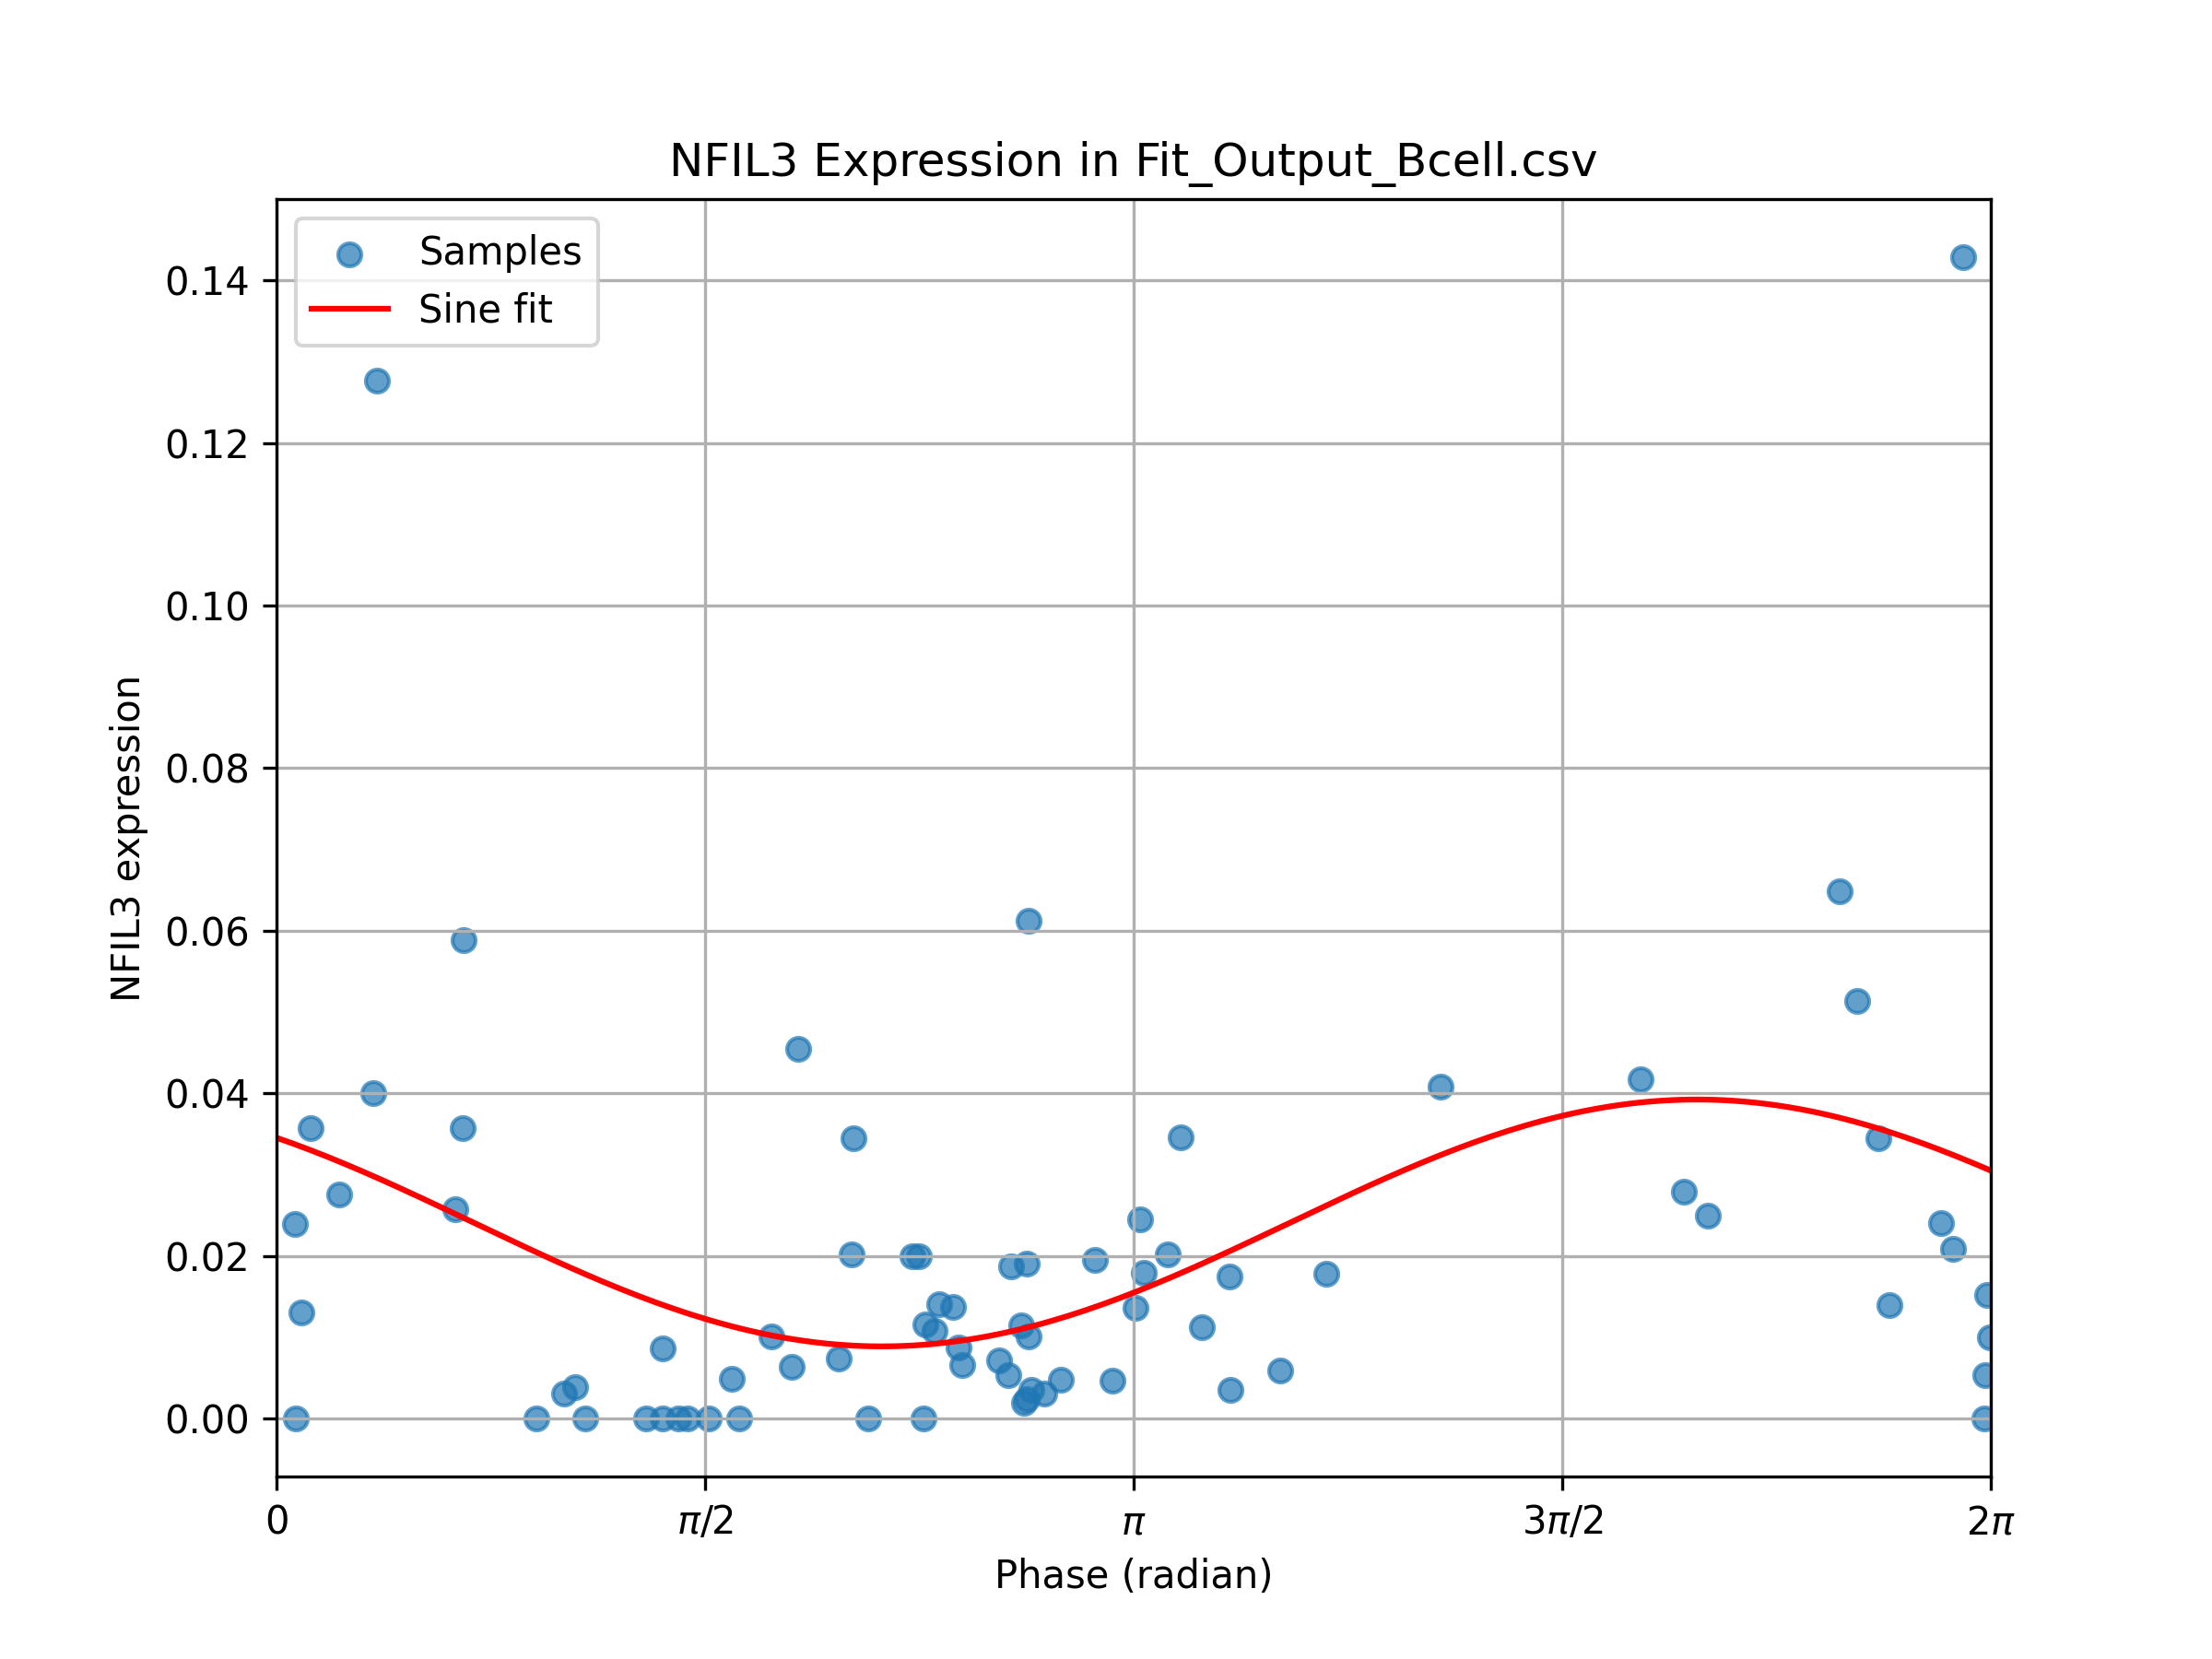 NFIL3 Expression in Fit_Output_Bcell.csv
Samples
Sine fit
NFIL3 expression
0.14
0.12
0.10
0.08
0.06
0.04
0.02
0.00
0 π/2 π 3π/2 2π
Phase (radian)